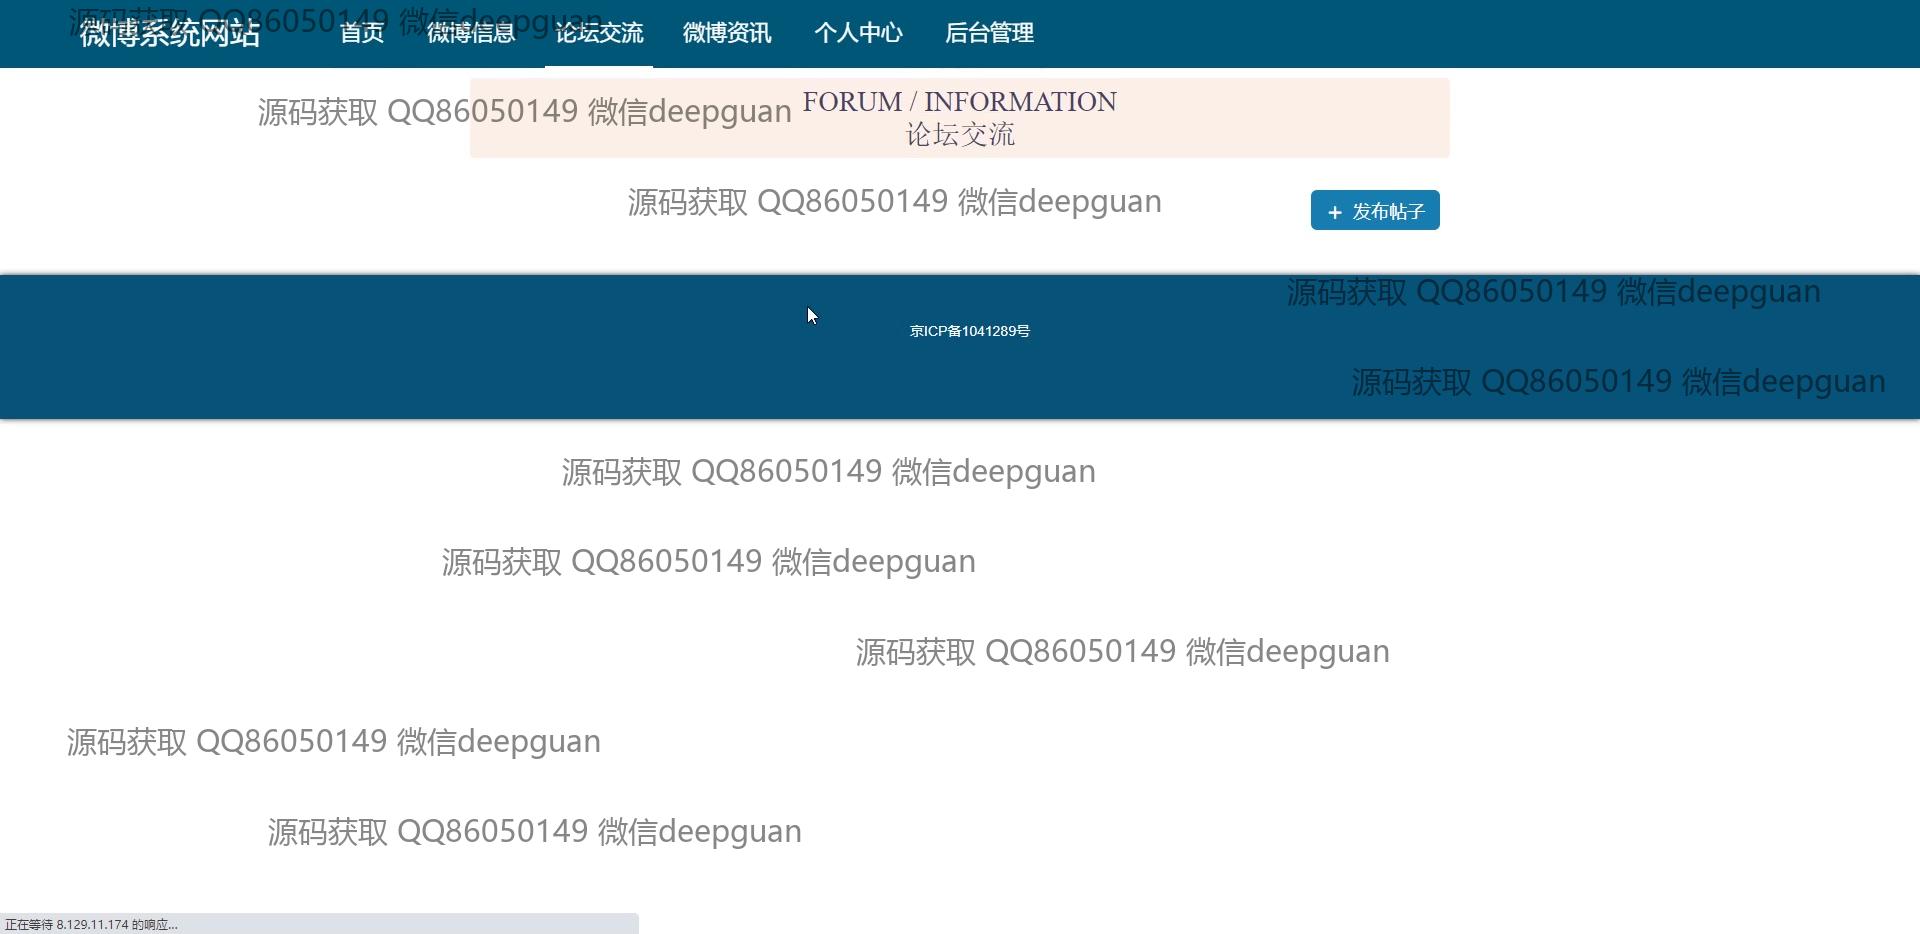 微博系统网站 首页 微博信息 论坛交流 微博资讯 个人中心 后台管理
源码获取 QQ86050149 微信deepguan
源码获取 QQ86050149 微信deepguan
FORUM / INFORMATION
论坛交流
源码获取 QQ86050149 微信deepguan
+ 发布帖子
源码获取 QQ86050149 微信deepguan
京ICP备1041289号
源码获取 QQ86050149 微信deepguan
源码获取 QQ86050149 微信deepguan
源码获取 QQ86050149 微信deepguan
源码获取 QQ86050149 微信deepguan
源码获取 QQ86050149 微信deepguan
源码获取 QQ86050149 微信deepguan
正在等待 8.129.11.174 的响应...